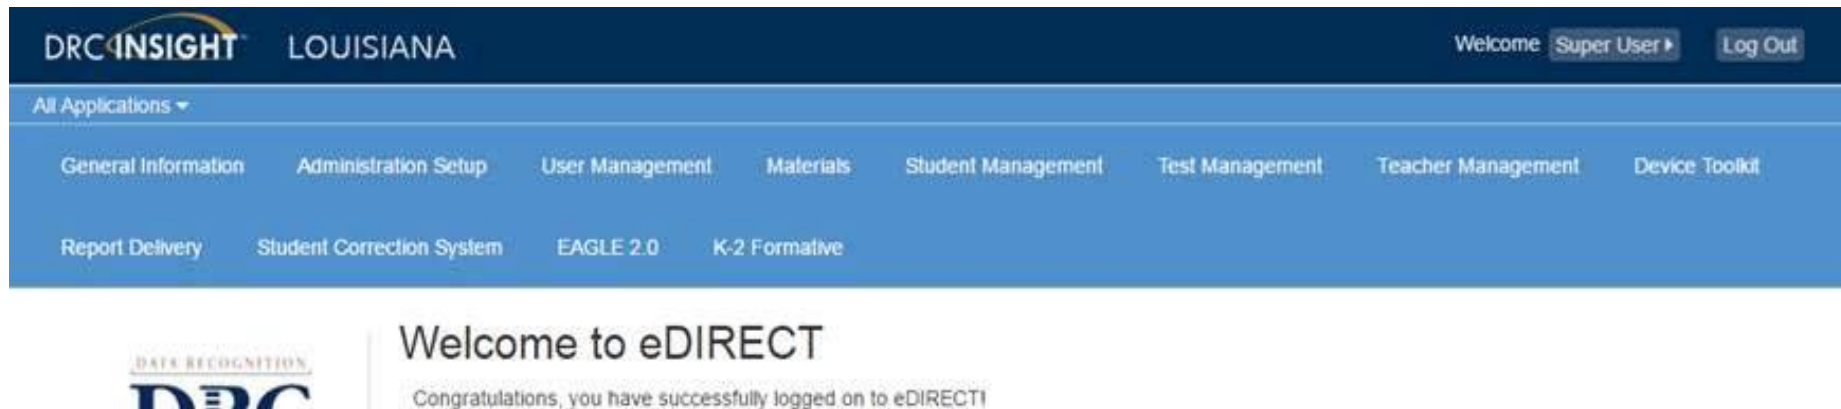 DRC INSIGHT LOUISIANA Welcome Super User Log Out
All Applications
General Information Administration Setup User Management Materials Student Management Test Management Teacher Management Device Toolkit
Report Delivery Student Correction System EAGLE 2.0 K-2 Formative
Welcome to eDIRECT
DATA RECOGNITION
DRC
Congratulations, you have successfully logged on to eDIRECT!